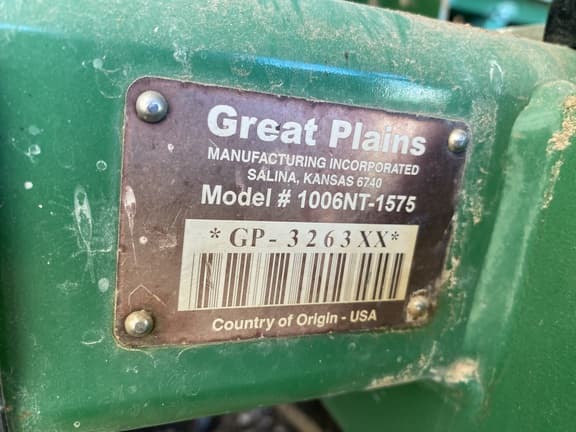 Great Plains
MANUFACTURING INCORPORATED
SALINA, KANSAS 6740
Model # 1006NT-1575
*GP-3263XX*
Country of Origin - USA